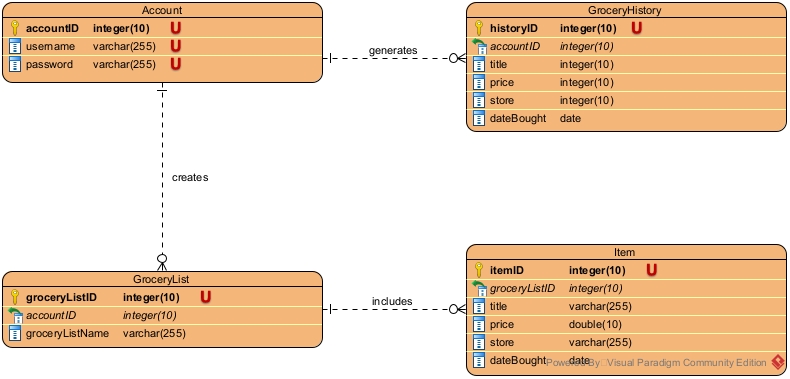 Account
accountID integer(10) U
username varchar(255) U
password varchar(255) U
generates
GroceryHistory
historyID integer(10) U
accountID integer(10)
title integer(10)
price integer(10)
store integer(10)
dateBought date
creates
GroceryList
groceryListID integer(10) U
accountID integer(10)
groceryListName varchar(255)
includes
Item
itemID integer(10) U
groceryListID integer(10)
title varchar(255)
price double(10)
store varchar(255)
dateBought date
Powered By Visual Paradigm Community Edition